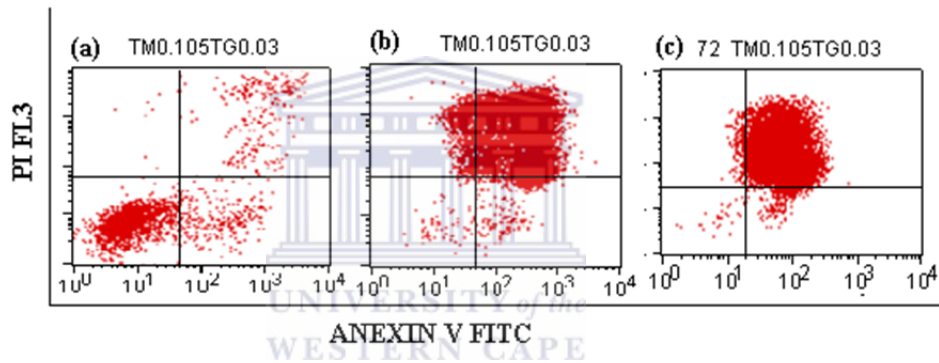 (a) TM0.105TG0.03
(b) TM0.105TG0.03
(c) 72 TM0.105TG0.03
PI FL3
10⁰ 10¹ 10² 10³ 10⁴
10⁰ 10¹ 10² 10³ 10⁴
10⁰ 10¹ 10² 10³ 10⁴
UNIVERSITY of the
ANEXIN V FITC
WESTERN CAPE